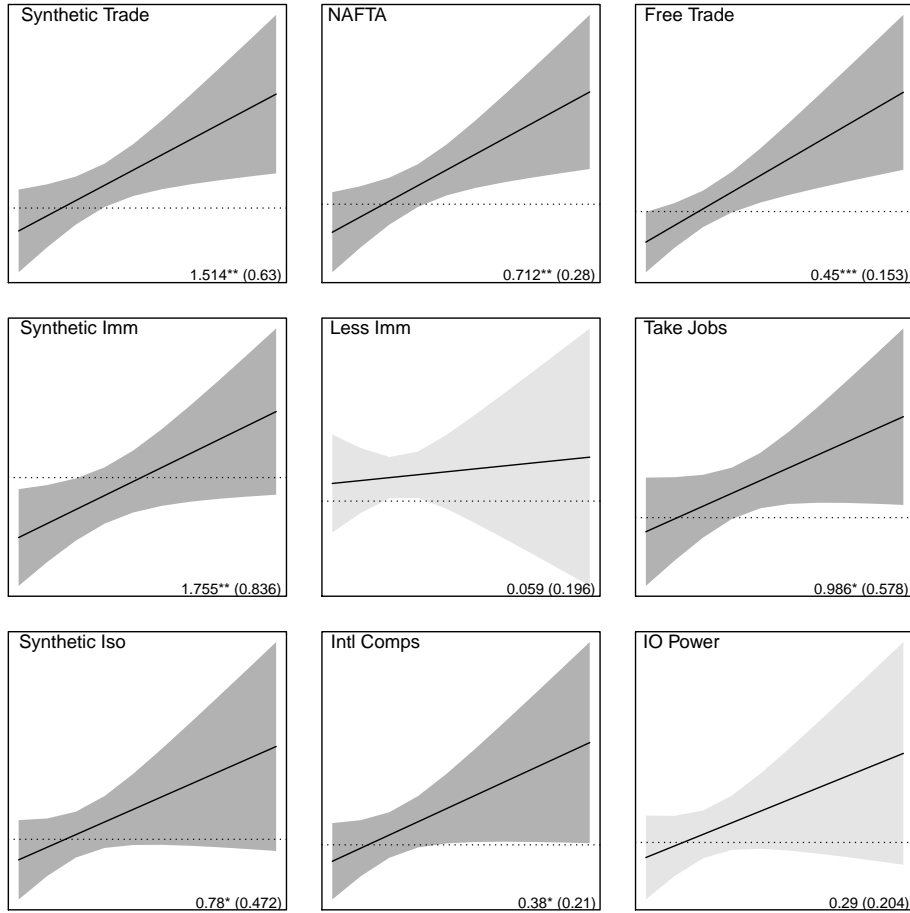 Synthetic Trade
NAFTA
Free Trade
1.514** (0.63)
0.712** (0.28)
0.45*** (0.153)
Synthetic Imm
Less Imm
Take Jobs
1.755** (0.836)
0.059 (0.196)
0.986* (0.578)
Synthetic Iso
Intl Comps
IO Power
0.78* (0.472)
0.38* (0.21)
0.29 (0.204)